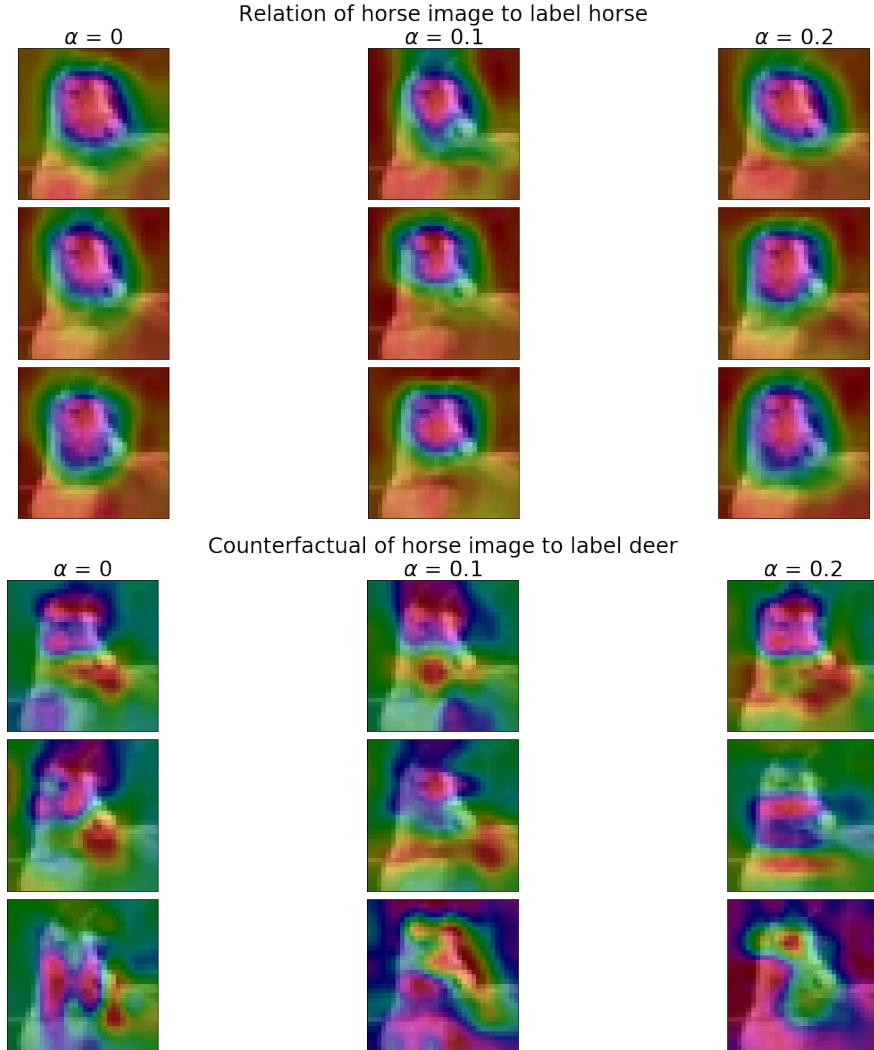 Relation of horse image to label horse
α = 0 α = 0.1 α = 0.2
Counterfactual of horse image to label deer
α = 0 α = 0.1 α = 0.2